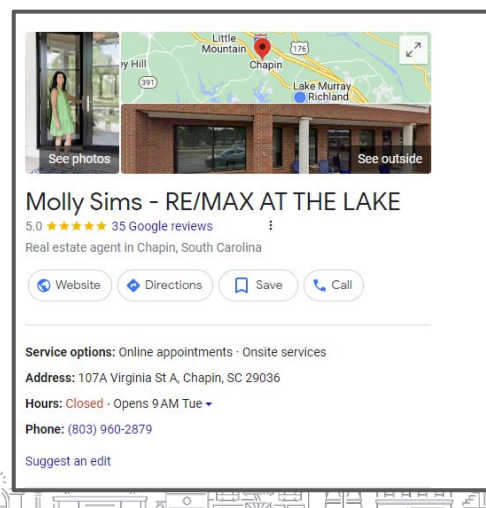 Little
Mountain
176
Chapin
ey Hill
391
Lake Murray
Richland
See photos
See outside
Molly Sims - RE/MAX AT THE LAKE
5.0 ★★★★★ 35 Google reviews
Real estate agent in Chapin, South Carolina
Website
Directions
Save
Call
Service options: Online appointments · Onsite services
Address: 107A Virginia St A, Chapin, SC 29036
Hours: Closed · Opens 9 AM Tue
Phone: (803) 960-2879
Suggest an edit